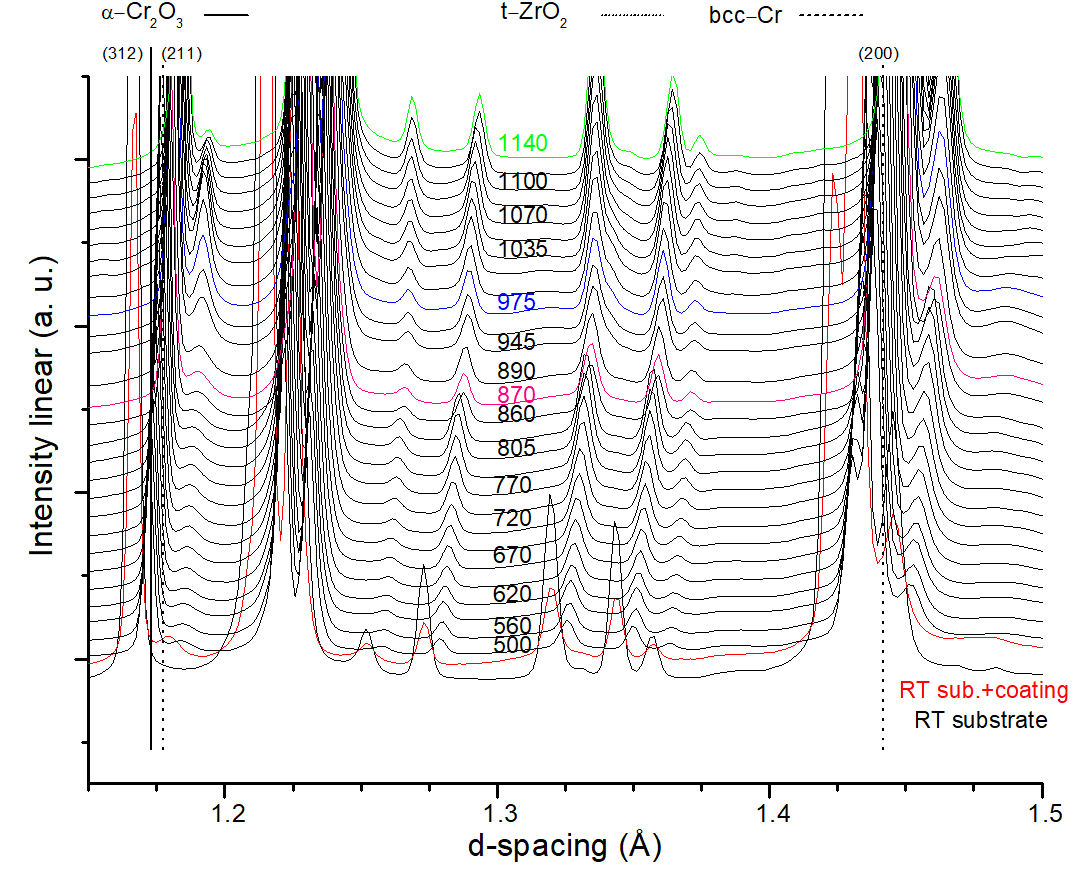 α–Cr2O3 t–ZrO2 bcc–Cr
(312) (211) (200)
1140
1100
1070
1035
975
945
890
870
860
805
770
720
670
620
560
500
RT sub.+coating
RT substrate
Intensity linear (a. u.)
1.2 1.3 1.4 1.5
d-spacing (Å)